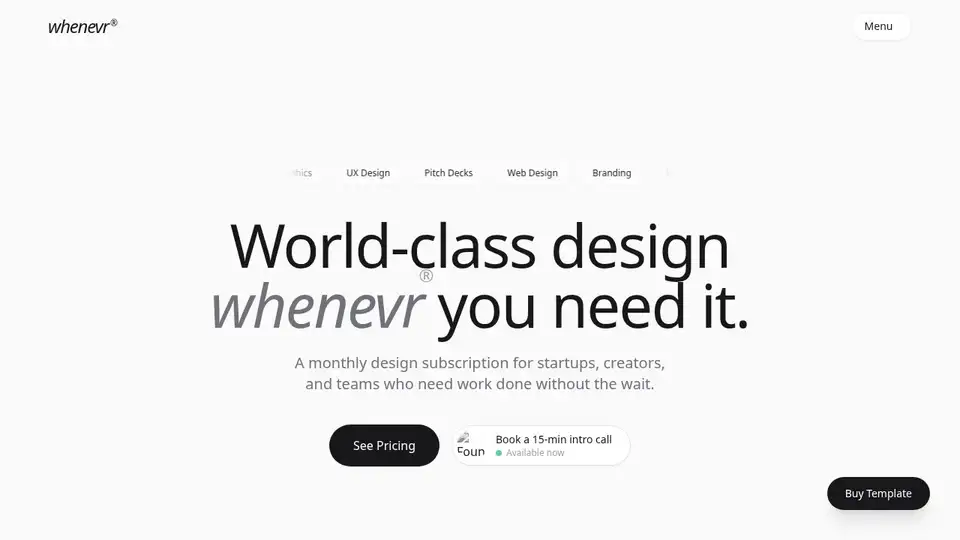 whenevr®
Menu
UX Design
Pitch Decks
Web Design
Branding
World-class design
whenevr® you need it.
A monthly design subscription for startups, creators,
and teams who need work done without the wait.
See Pricing
Foun
Book a 15-min intro call
Available now
Buy Template